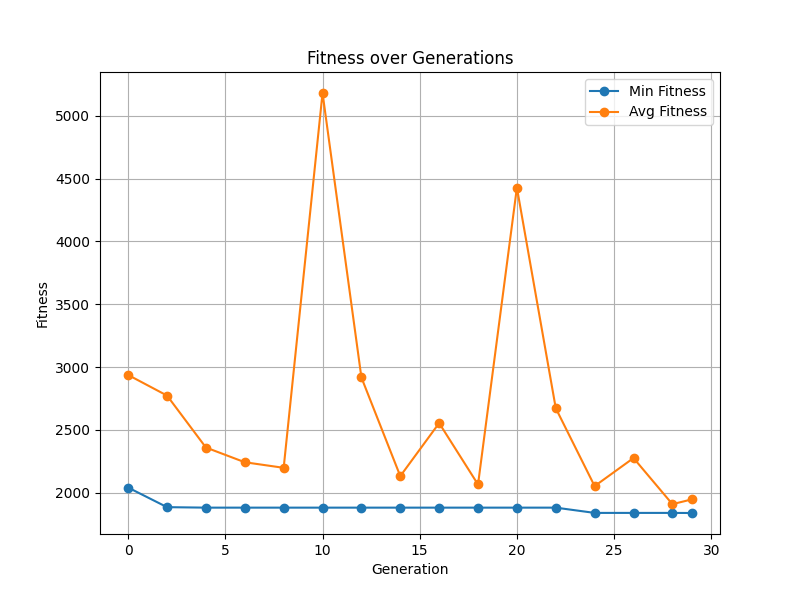 Fitness over Generations
Min Fitness
Avg Fitness
Fitness
5000
4500
4000
3500
3000
2500
2000
0 5 10 15 20 25 30
Generation